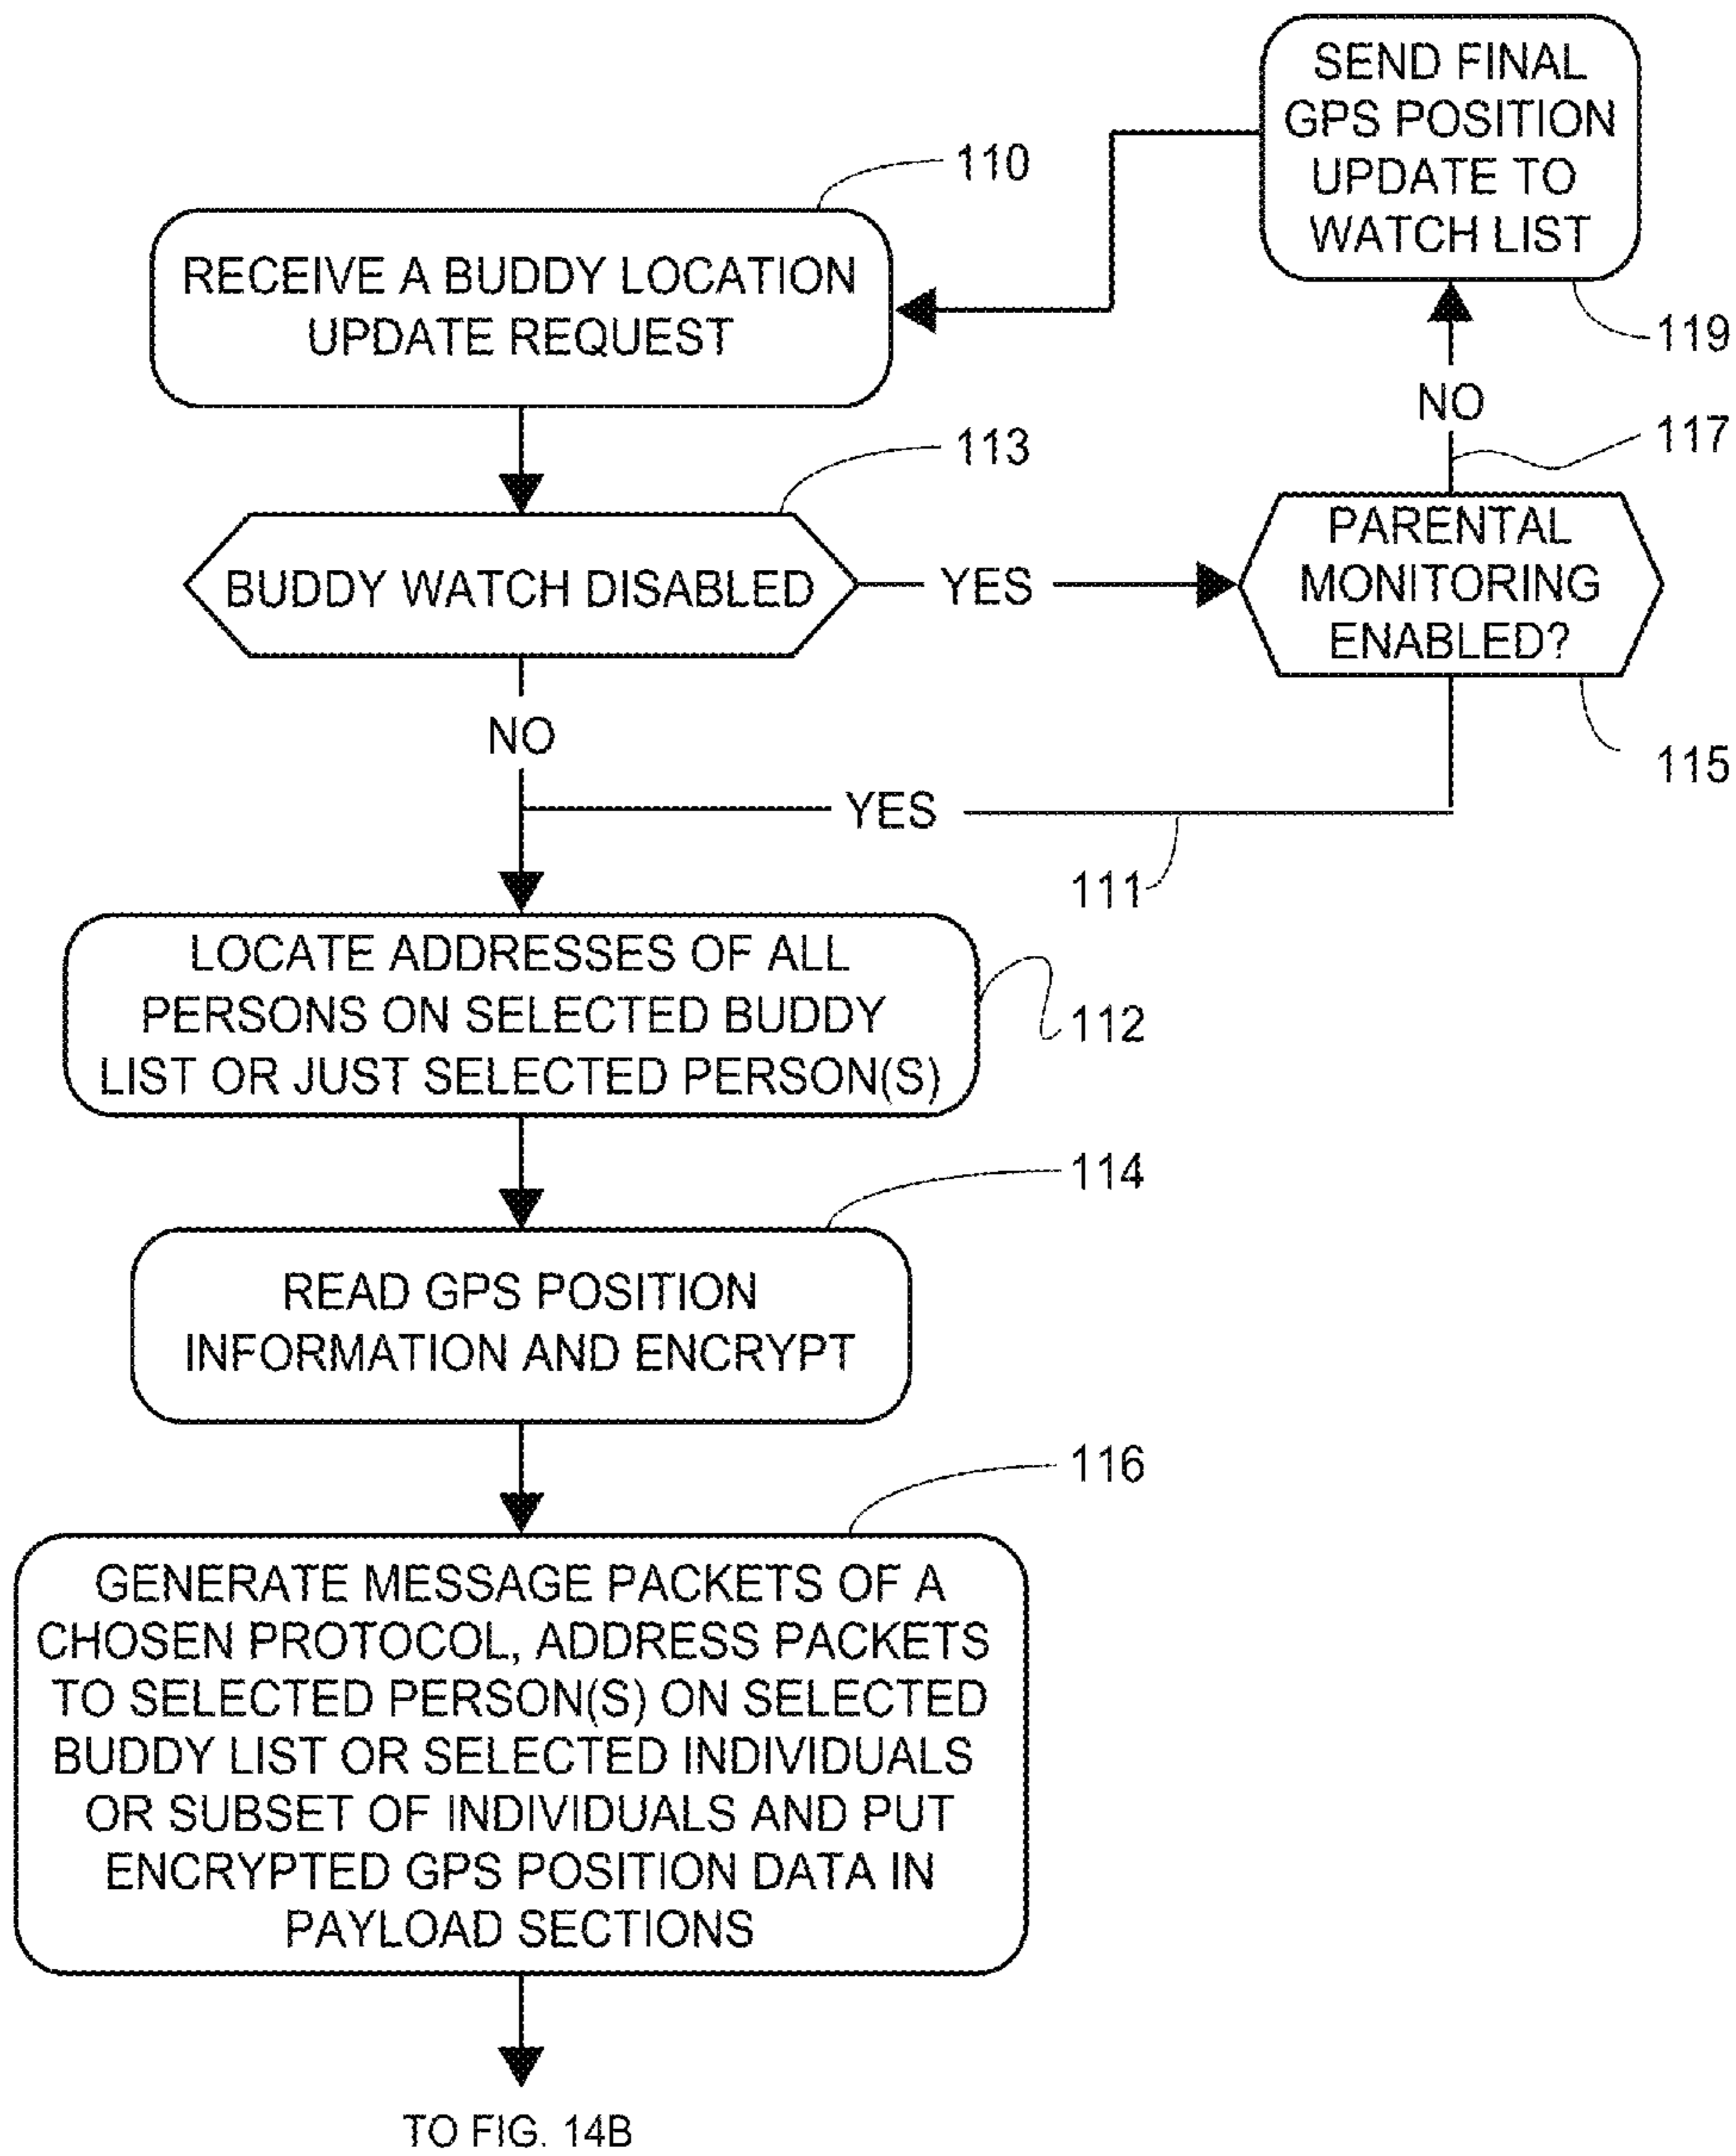 SEND FINAL
GPS POSITION
UPDATE TO
WATCH LIST
119
110
RECEIVE A BUDDY LOCATION
UPDATE REQUEST
NO
117
113
BUDDY WATCH DISABLED
YES
PARENTAL
MONITORING
ENABLED?
115
NO
YES
111
LOCATE ADDRESSES OF ALL
PERSONS ON SELECTED BUDDY
LIST OR JUST SELECTED PERSON(S)
112
114
READ GPS POSITION
INFORMATION AND ENCRYPT
116
GENERATE MESSAGE PACKETS OF A
CHOSEN PROTOCOL, ADDRESS PACKETS
TO SELECTED PERSON(S) ON SELECTED
BUDDY LIST OR SELECTED INDIVIDUALS
OR SUBSET OF INDIVIDUALS AND PUT
ENCRYPTED GPS POSITION DATA IN
PAYLOAD SECTIONS
TO FIG. 14B